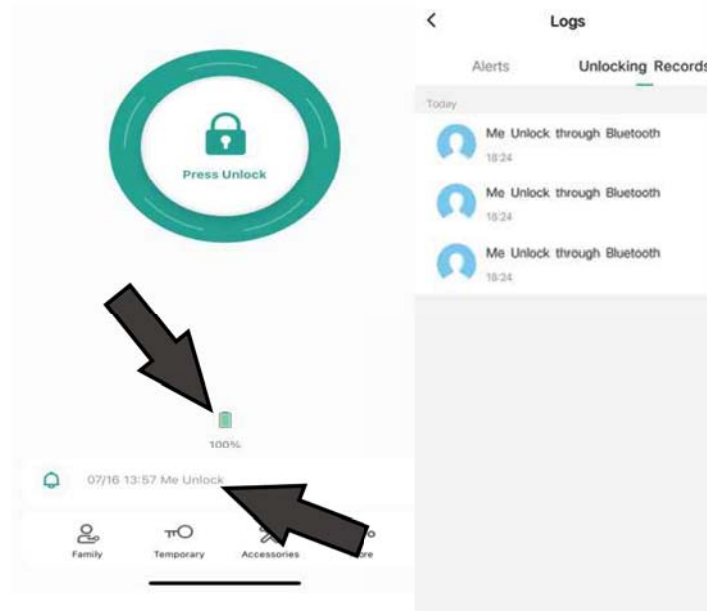 Press Unlock
100%
07/16 13:57 Me Unlock
Family
Temporary
Accessories
Logs
Alerts
Unlocking Records
Today
Me Unlock through Bluetooth
18:24
Me Unlock through Bluetooth
18:24
Me Unlock through Bluetooth
18:24